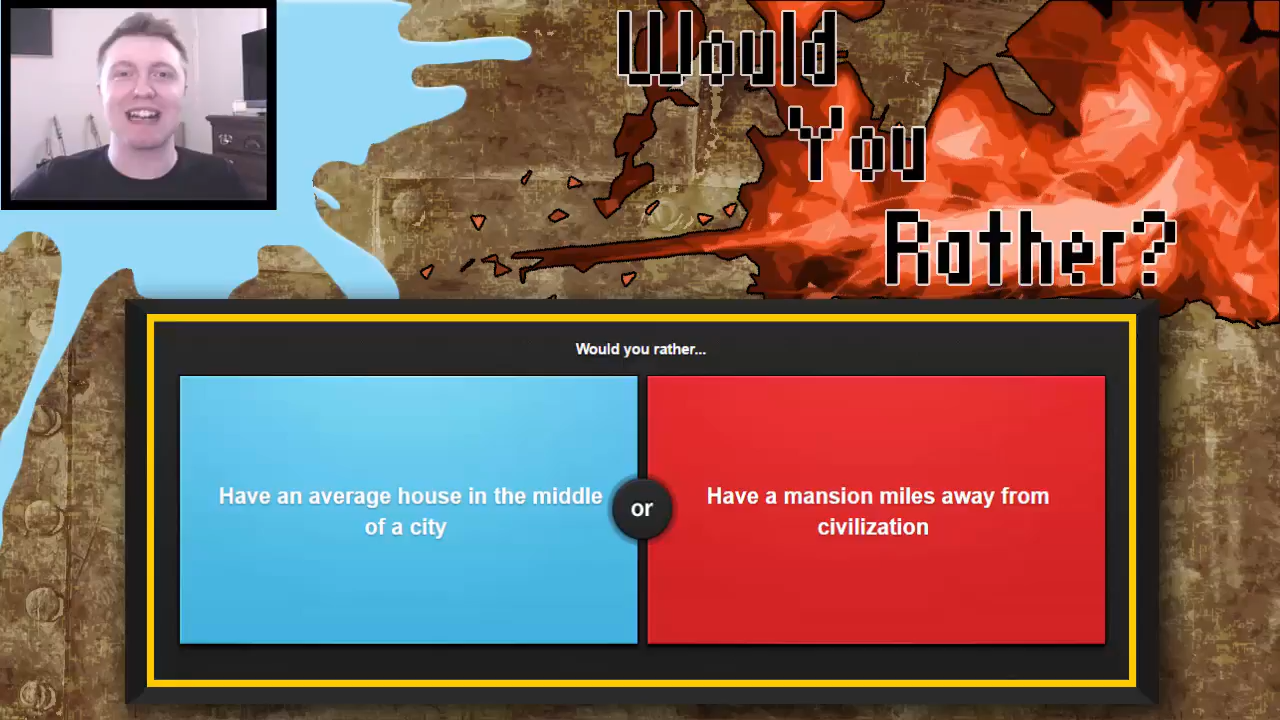 Would
You
Rather?
Would you rather...
Have an average house in the middle
of a city
or
Have a mansion miles away from
civilization